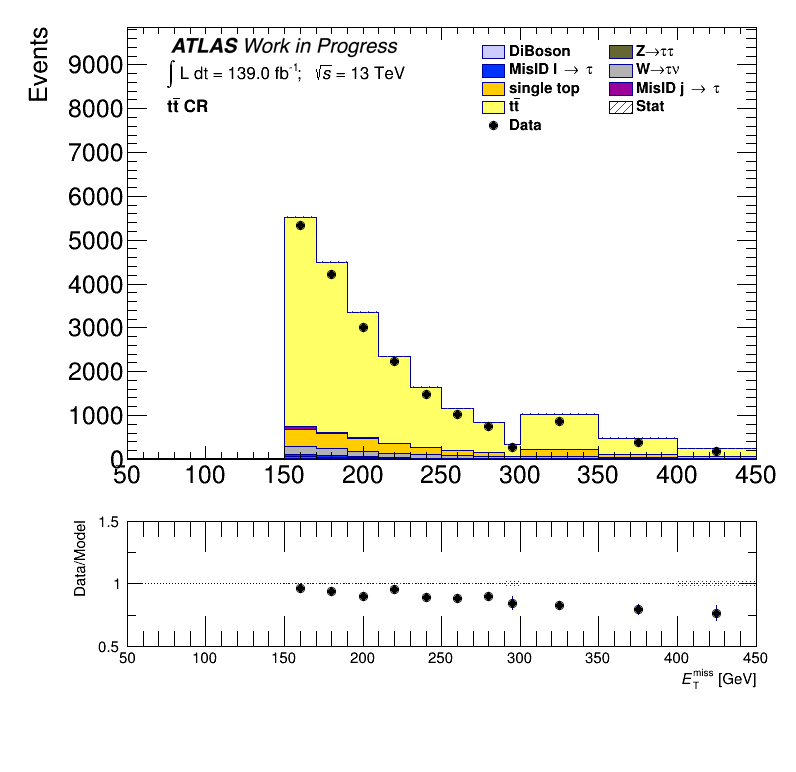 Events
ATLAS Work in Progress
∫ L dt = 139.0 fb⁻¹; √s = 13 TeV
tt̄ CR
DiBoson
MisID l → τ
single top
tt̄
Data
Z→ττ
W→τν
MisID j → τ
Stat
9000
8000
7000
6000
5000
4000
3000
2000
1000
0
50 100 150 200 250 300 350 400 450
Data/Model
1.5
1
0.5
50 100 150 200 250 300 350 400 450
E_T^miss [GeV]